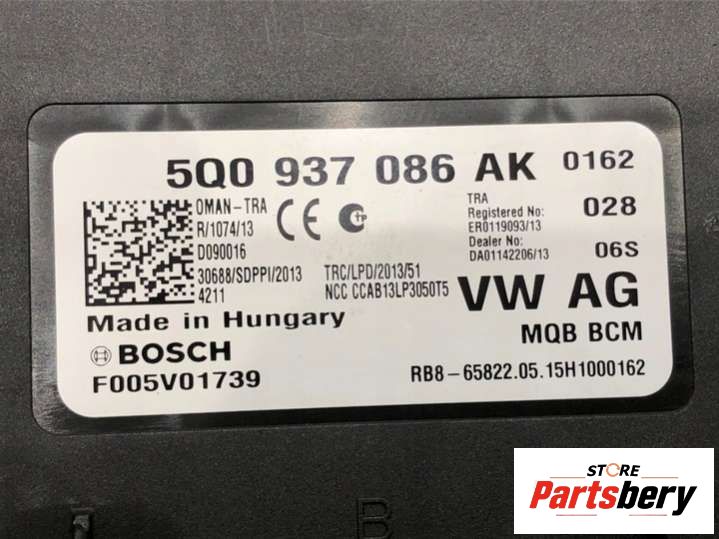 5Q0 937 086 AK 0162
OMAN-TRA
R/1074/13
D090016
30688/SDPPI/2013
4211
CE
TRC/LPD/2013/51
NCC CCAB13LP3050T5
TRA
Registered No:
ER0119093/13
Dealer No:
DA01142206/13
028
06S
VW AG
Made in Hungary
MQB BCM
BOSCH
F005V01739
RB8-65822.05.15H1000162
B
STORE
Partsbery